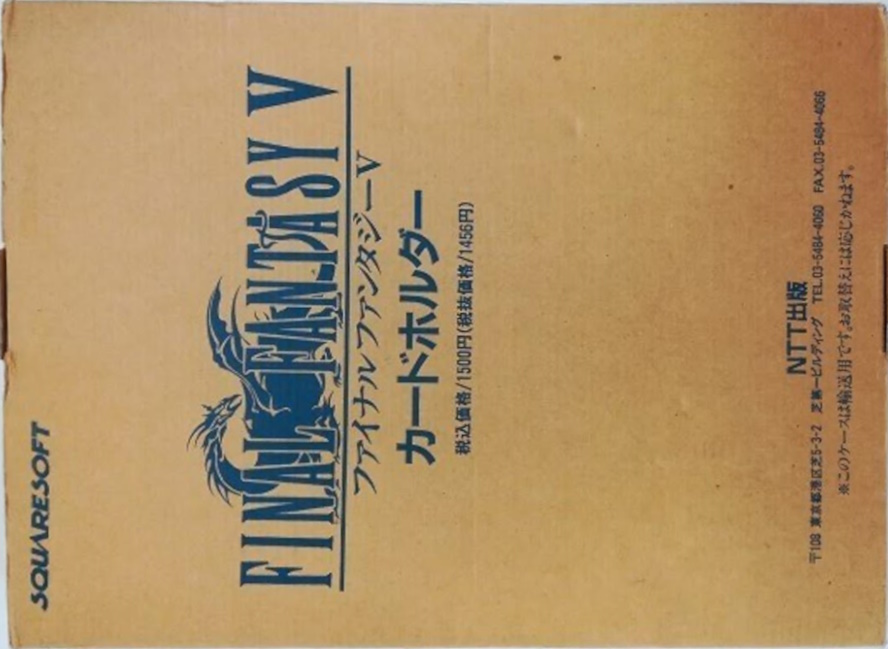 SQUARESOFT
FINAL FANTASY V
ファイナルファンタジーV
カードホルダー
税込価格/1500円(税抜価格/1456円)
NTT出版
〒108 東京都港区芝5-3-2 芝第一ビルディング TEL.03-5484-4060 FAX.03-5484-4066
※このケースは輸送用です。お取替えには応じかねます。